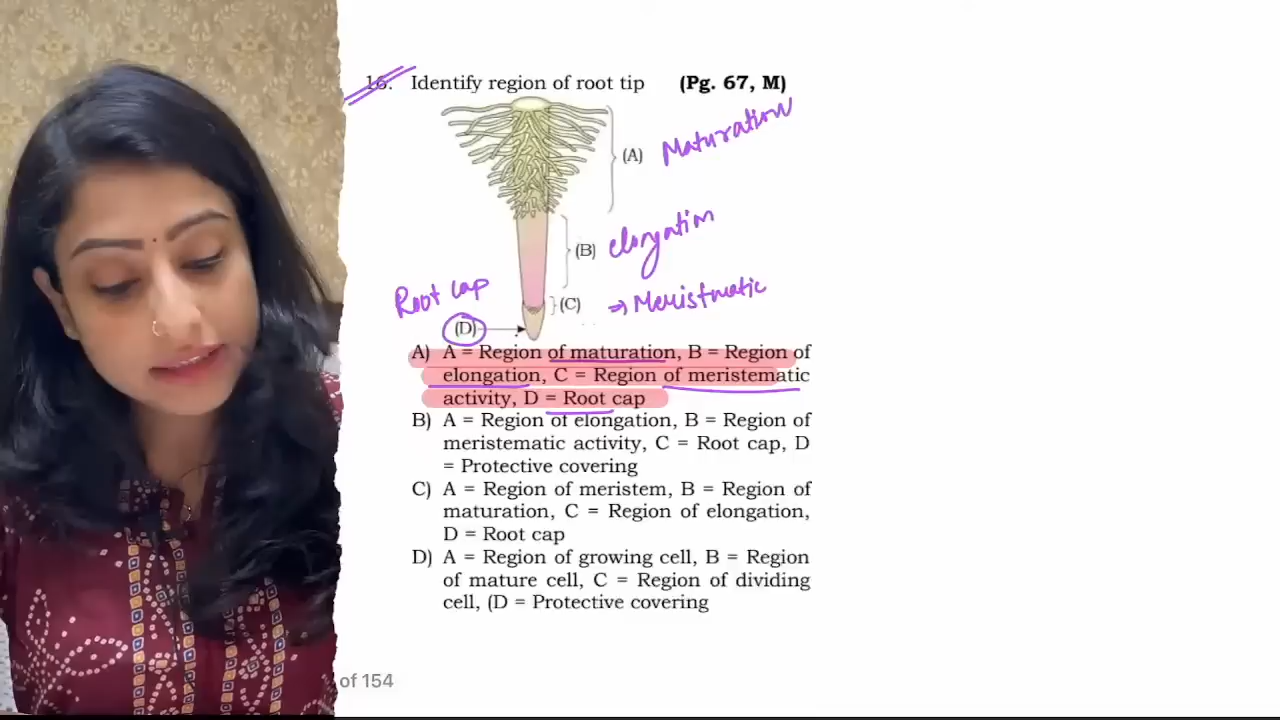 16. Identify region of root tip (Pg. 67, M)
(A) Maturation
(B) elongation
Root cap
(C) → Meristmatic
(D)
A) A = Region of maturation, B = Region of
elongation, C = Region of meristematic
activity, D = Root cap
B) A = Region of elongation, B = Region of
meristematic activity, C = Root cap, D
= Protective covering
C) A = Region of meristem, B = Region of
maturation, C = Region of elongation,
D = Root cap
D) A = Region of growing cell, B = Region
of mature cell, C = Region of dividing
cell, (D = Protective covering
of 154